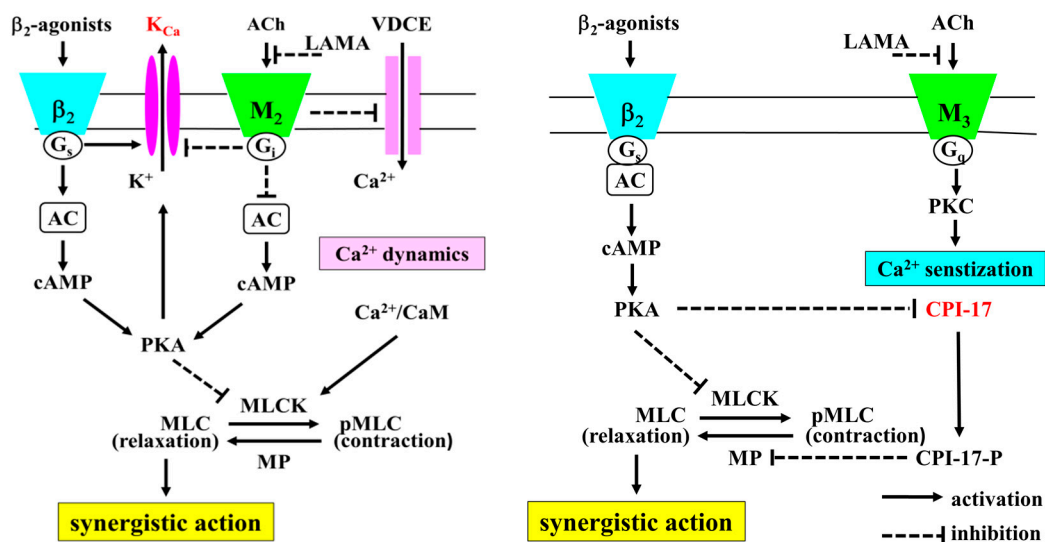 β2-agonists
KCa
ACh
VDCE
LAMA
β2
M2
Gs
Gi
K+
Ca2+
AC
AC
Ca2+ dynamics
cAMP
cAMP
Ca2+/CaM
PKA
MLCK
MLC
pMLC
(relaxation)
(contraction)
MP
synergistic action
β2-agonists
ACh
LAMA
β2
M3
Gs
Gq
AC
PKC
cAMP
Ca2+ senstization
PKA
CPI-17
MLCK
MLC
pMLC
(relaxation)
(contraction)
MP
CPI-17-P
activation
synergistic action
inhibition